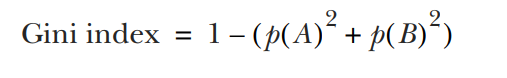 Gini index = 1 – (p(A)² + p(B)²)